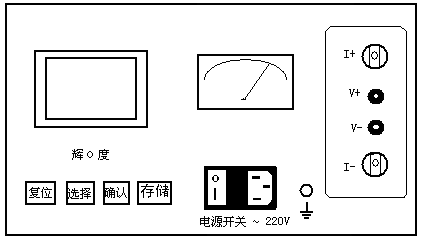 I+
V+
V-
I-
辉 度
复位 选择 确认 存储
电源开关 ~ 220V